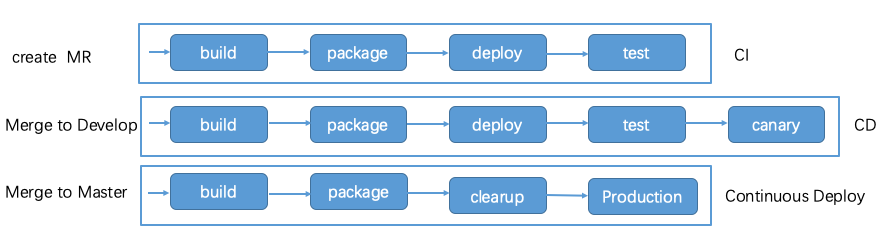 create MR build package deploy test CI
Merge to Develop build package deploy test canary CD
Merge to Master build package clearup Production Continuous Deploy